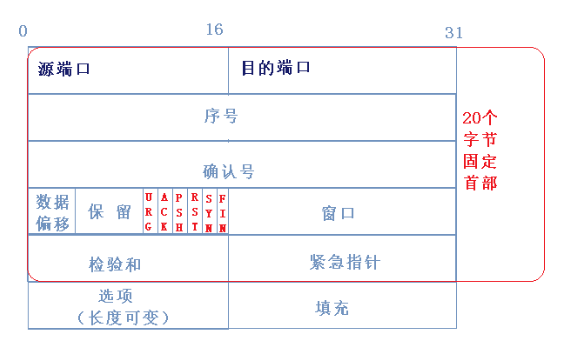 0 16 31
源端口 目的端口
序号
确认号
20个
字节
固定
首部
数据
偏移
保 留
URG
ACK
PSH
RST
SYN
FIN
窗口
检验和
紧急指针
选项
（长度可变）
填充